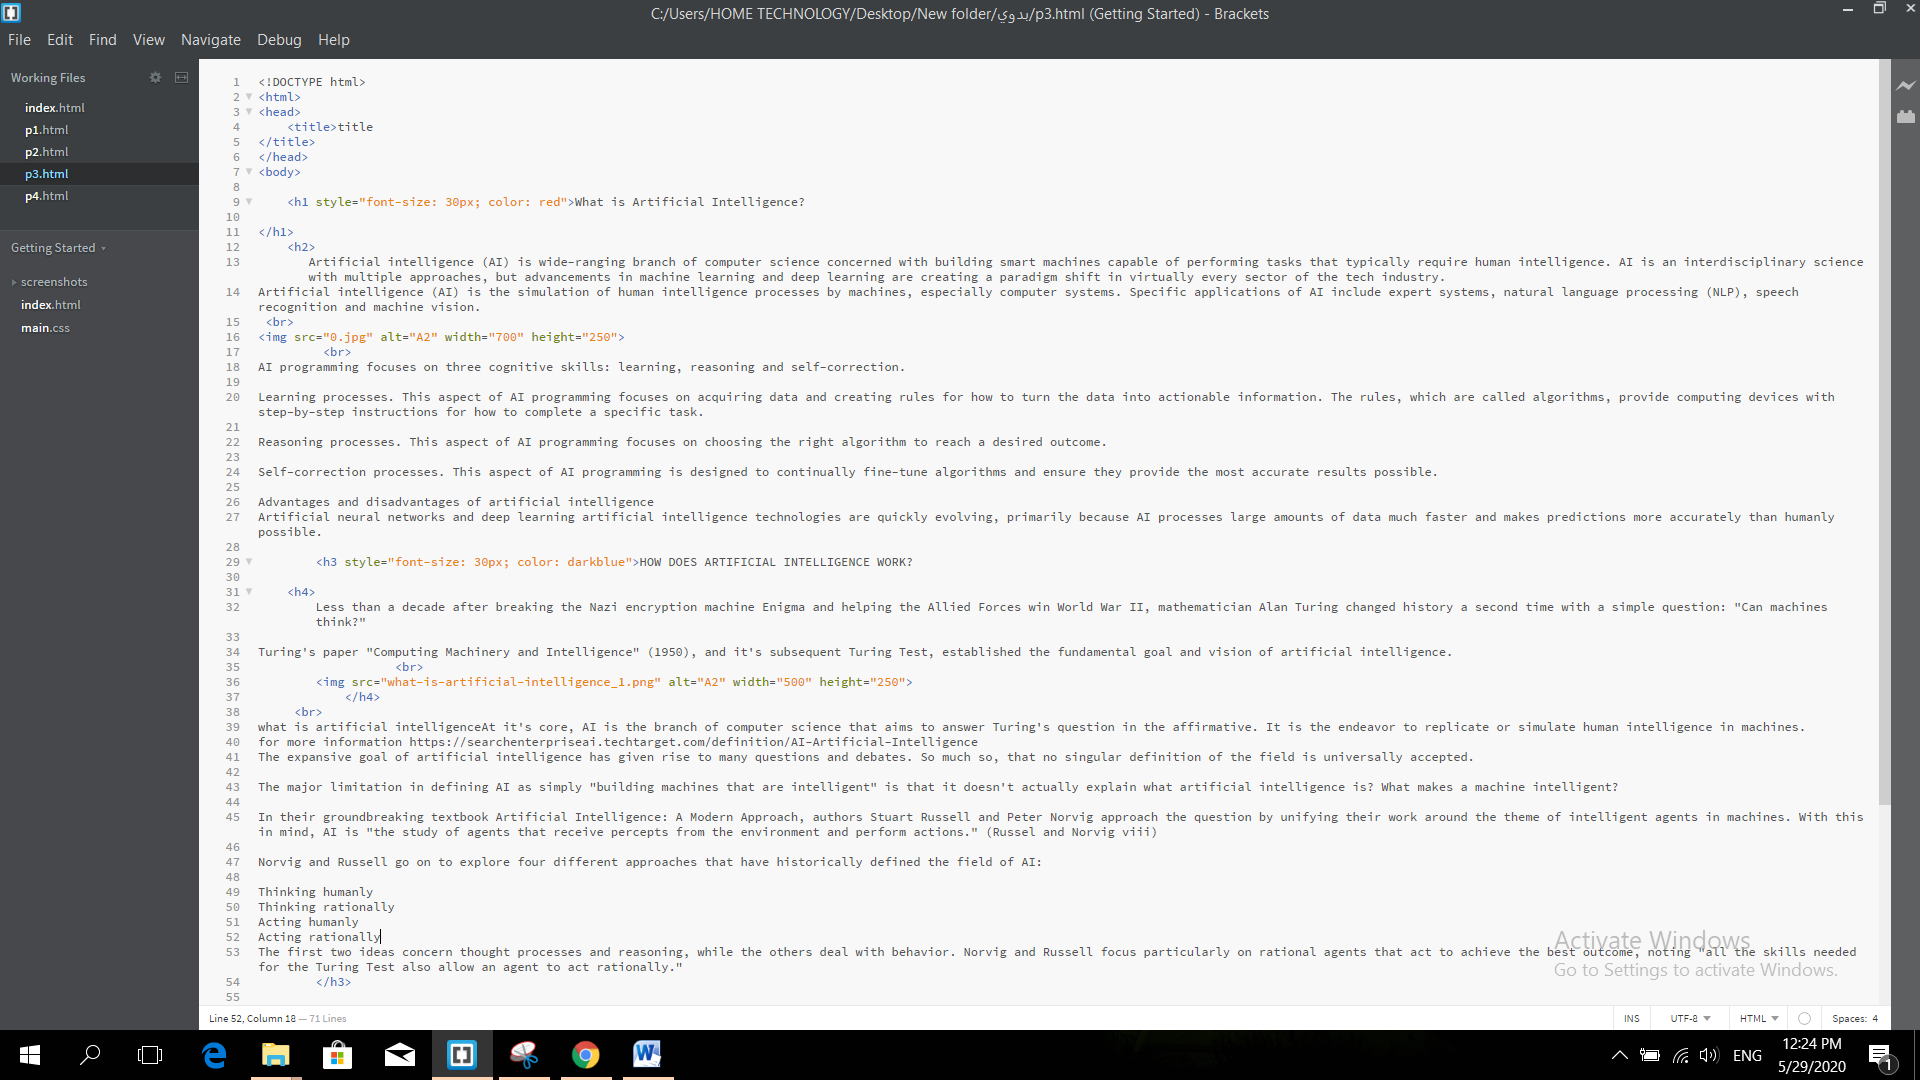 C:/Users/HOME TECHNOLOGY/Desktop/New folder/بدوي/p3.html (Getting Started) - Brackets
File Edit Find View Navigate Debug Help
Working Files
index.html
p1.html
p2.html
p3.html
p4.html
Getting Started
screenshots
index.html
main.css
1 <!DOCTYPE html>
2 <html>
3 <head>
4 <title>title
5 </title>
6 </head>
7 <body>
8
9 <h1 style="font-size: 30px; color: red">What is Artificial Intelligence?
10
11 </h1>
12 <h2>
13 Artificial intelligence (AI) is wide-ranging branch of computer science concerned with building smart machines capable of performing tasks that typically require human intelligence. AI is an interdisciplinary science
with multiple approaches, but advancements in machine learning and deep learning are creating a paradigm shift in virtually every sector of the tech industry.
14 Artificial intelligence (AI) is the simulation of human intelligence processes by machines, especially computer systems. Specific applications of AI include expert systems, natural language processing (NLP), speech
recognition and machine vision.
15 <br>
16 <img src="0.jpg" alt="A2" width="700" height="250">
17 <br>
18 AI programming focuses on three cognitive skills: learning, reasoning and self-correction.
19
20 Learning processes. This aspect of AI programming focuses on acquiring data and creating rules for how to turn the data into actionable information. The rules, which are called algorithms, provide computing devices with
step-by-step instructions for how to complete a specific task.
21
22 Reasoning processes. This aspect of AI programming focuses on choosing the right algorithm to reach a desired outcome.
23
24 Self-correction processes. This aspect of AI programming is designed to continually fine-tune algorithms and ensure they provide the most accurate results possible.
25
26 Advantages and disadvantages of artificial intelligence
27 Artificial neural networks and deep learning artificial intelligence technologies are quickly evolving, primarily because AI processes large amounts of data much faster and makes predictions more accurately than humanly
possible.
28
29 <h3 style="font-size: 30px; color: darkblue">HOW DOES ARTIFICIAL INTELLIGENCE WORK?
30
31 <h4>
32 Less than a decade after breaking the Nazi encryption machine Enigma and helping the Allied Forces win World War II, mathematician Alan Turing changed history a second time with a simple question: "Can machines
think?"
33
34 Turing's paper "Computing Machinery and Intelligence" (1950), and it's subsequent Turing Test, established the fundamental goal and vision of artificial intelligence.
35 <br>
36 <img src="what-is-artificial-intelligence_1.png" alt="A2" width="500" height="250">
37 </h4>
38 <br>
39 what is artificial intelligenceAt it's core, AI is the branch of computer science that aims to answer Turing's question in the affirmative. It is the endeavor to replicate or simulate human intelligence in machines.
40 for more information https://searchenterpriseai.techtarget.com/definition/AI-Artificial-Intelligence
41 The expansive goal of artificial intelligence has given rise to many questions and debates. So much so, that no singular definition of the field is universally accepted.
42
43 The major limitation in defining AI as simply "building machines that are intelligent" is that it doesn't actually explain what artificial intelligence is? What makes a machine intelligent?
44
45 In their groundbreaking textbook Artificial Intelligence: A Modern Approach, authors Stuart Russell and Peter Norvig approach the question by unifying their work around the theme of intelligent agents in machines. With this
in mind, AI is "the study of agents that receive percepts from the environment and perform actions." (Russel and Norvig viii)
46
47 Norvig and Russell go on to explore four different approaches that have historically defined the field of AI:
48
49 Thinking humanly
50 Thinking rationally
51 Acting humanly
52 Acting rationally
53 The first two ideas concern thought processes and reasoning, while the others deal with behavior. Norvig and Russell focus particularly on rational agents that act to achieve the best outcome, noting "all the skills needed
for the Turing Test also allow an agent to act rationally."
54 </h3>
55
Activate Windows
Go to Settings to activate Windows.
Line 52, Column 18 — 71 Lines
INS UTF-8 HTML Spaces: 4
ENG
12:24 PM
5/29/2020
1